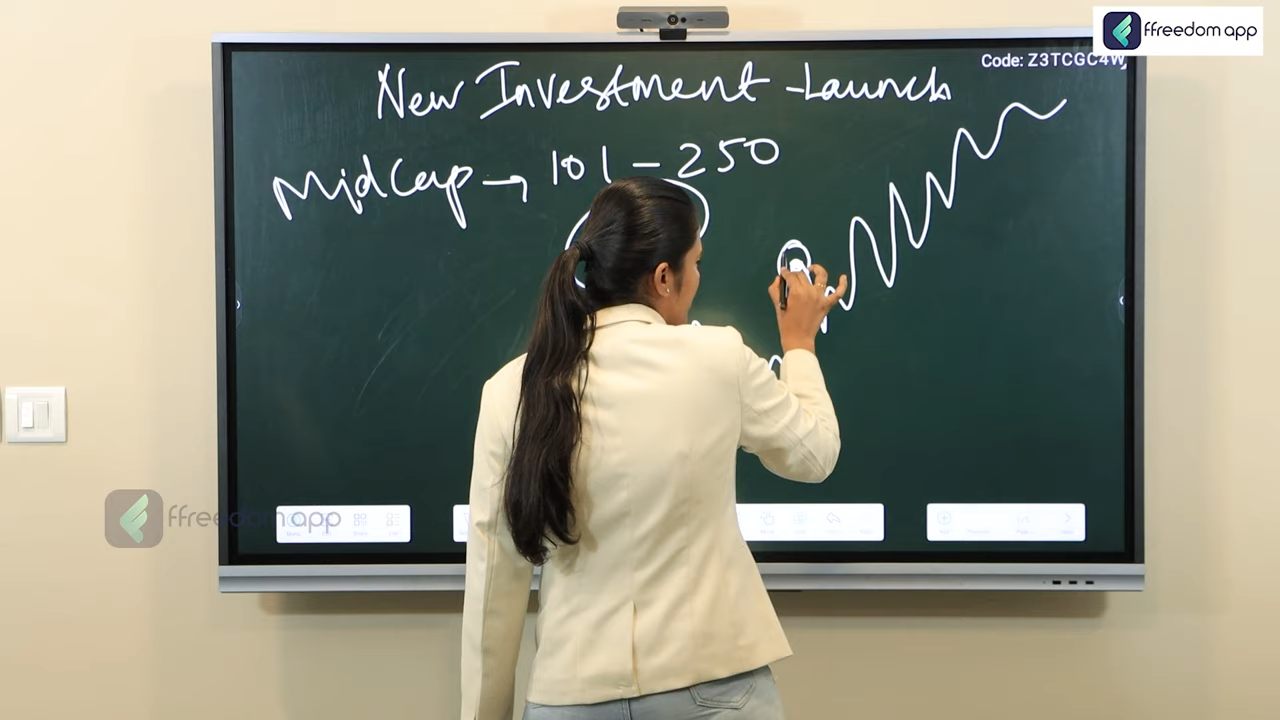 ffreedom app
Code: Z3TCGC4W
New Investment -Launch
MidCap → 101 - 250
ffreedom app